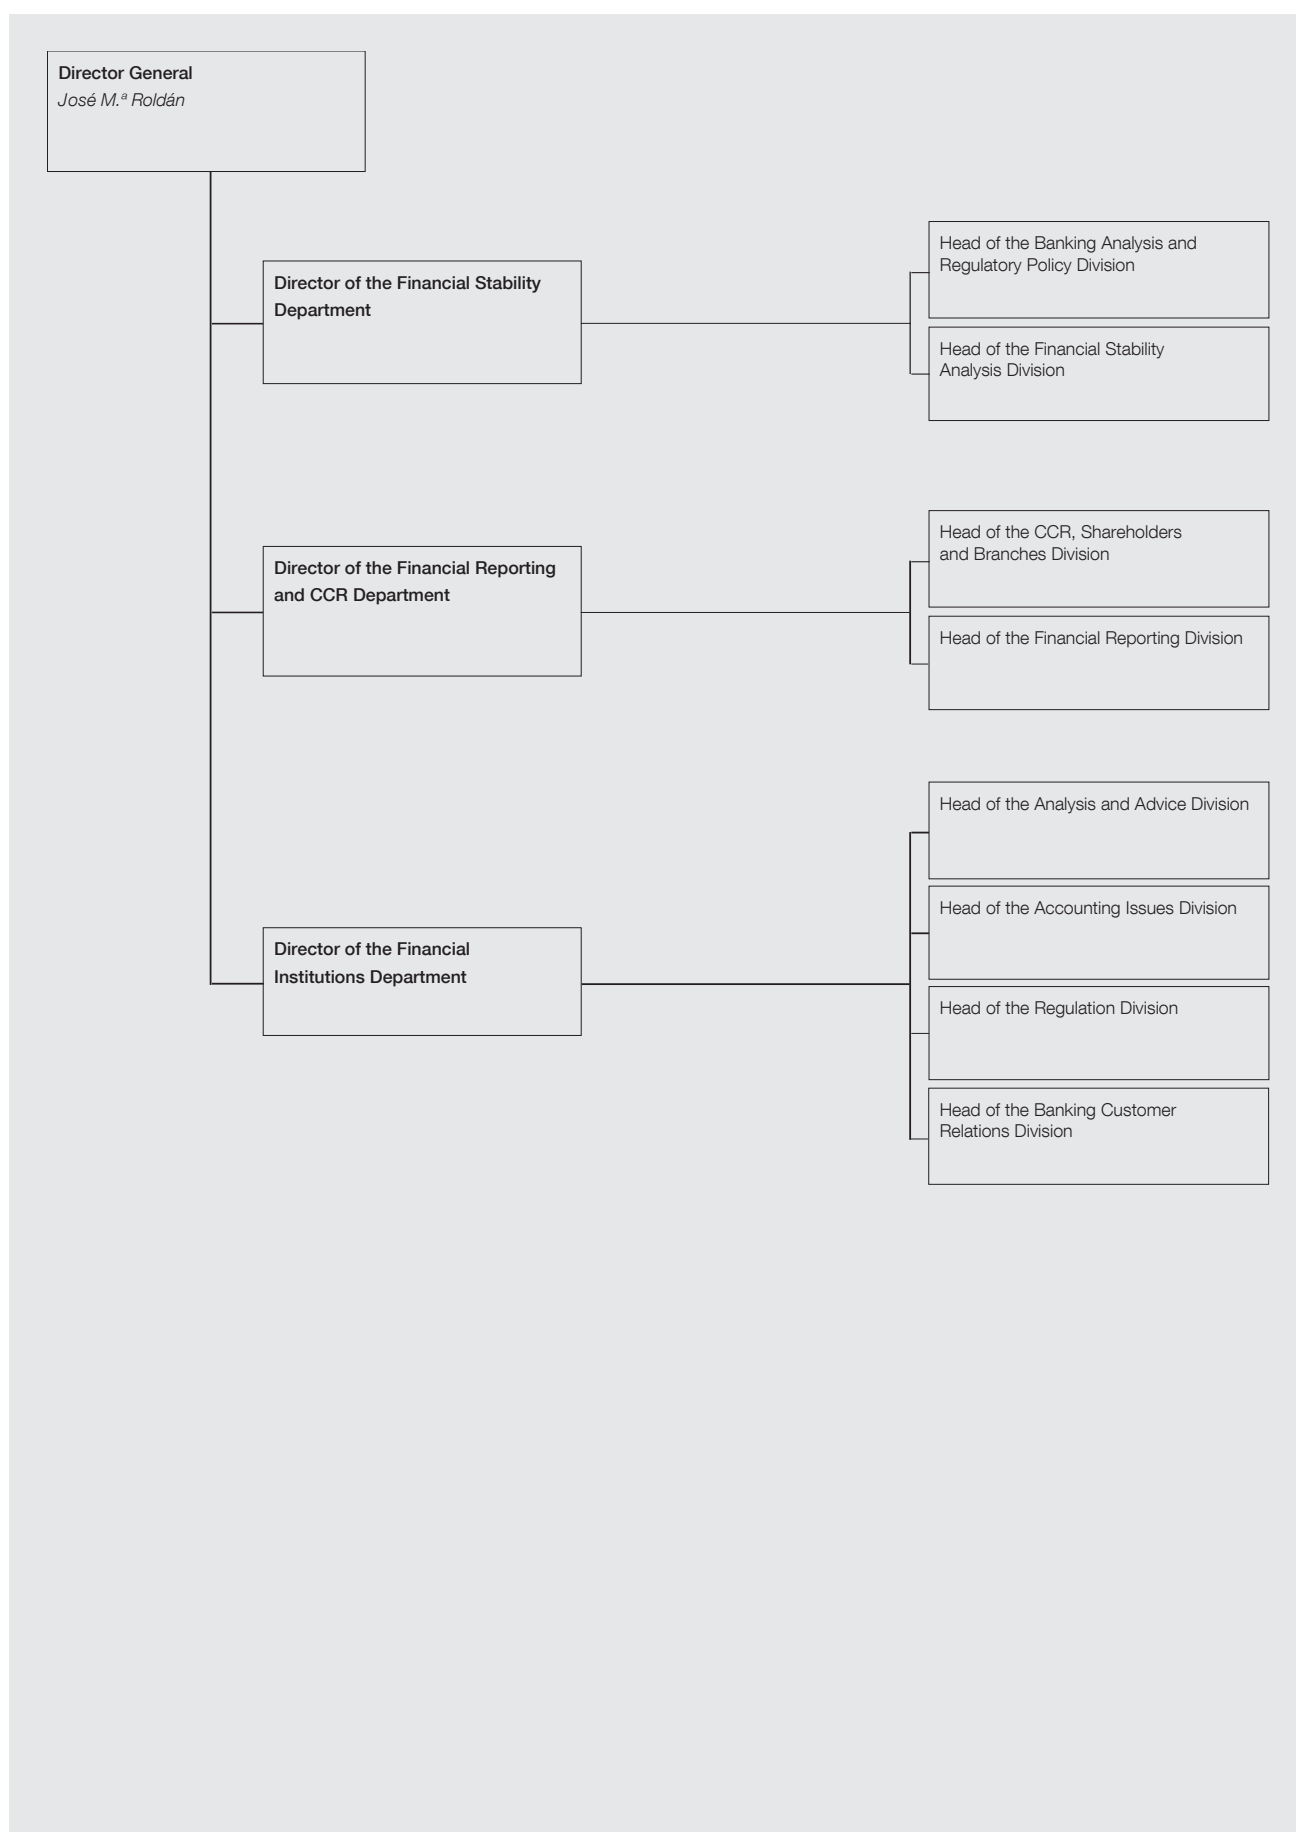 Director General
José M.ª Roldán
Director of the Financial Stability
Department
Head of the Banking Analysis and
Regulatory Policy Division
Head of the Financial Stability
Analysis Division
Director of the Financial Reporting
and CCR Department
Head of the CCR, Shareholders
and Branches Division
Head of the Financial Reporting Division
Director of the Financial
Institutions Department
Head of the Analysis and Advice Division
Head of the Accounting Issues Division
Head of the Regulation Division
Head of the Banking Customer
Relations Division